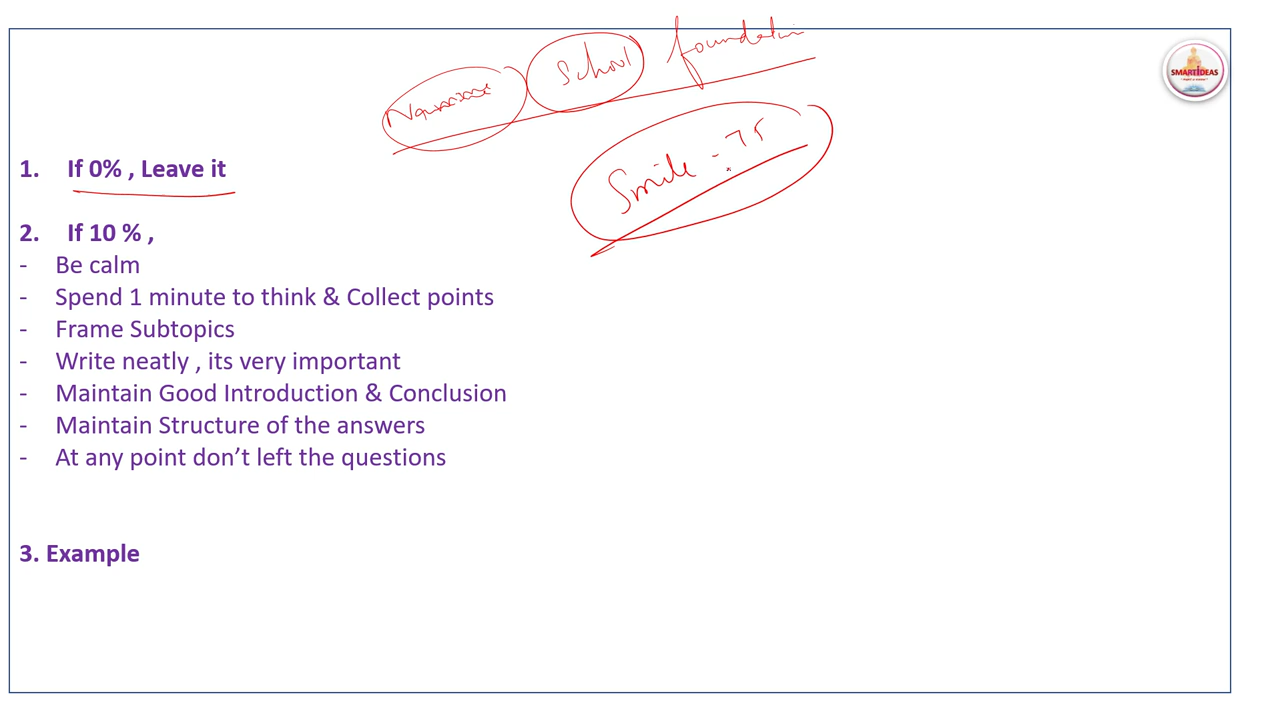 School foundation
Smile - 75
SMARTIDEAS
1. If 0% , Leave it
2. If 10 % ,
- Be calm
- Spend 1 minute to think & Collect points
- Frame Subtopics
- Write neatly , its very important
- Maintain Good Introduction & Conclusion
- Maintain Structure of the answers
- At any point don’t left the questions
3. Example